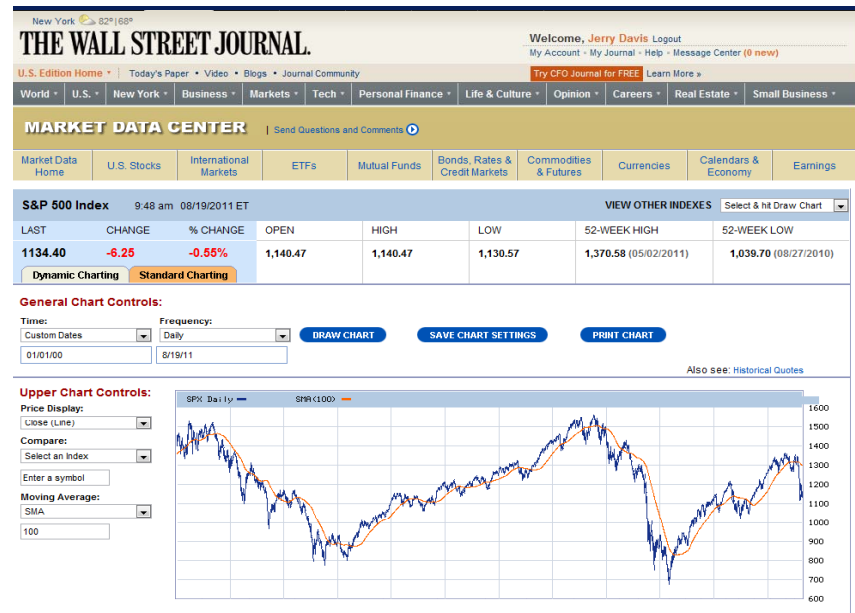 New York 82º|68º
THE WALL STREET JOURNAL.
Welcome, Jerry Davis Logout
My Account • My Journal • Help • Message Center (0 new)
U.S. Edition Home Today's Paper • Video • Blogs • Journal Community
Try CFO Journal for FREE Learn More »
World U.S. New York Business Markets Tech Personal Finance Life & Culture Opinion Careers Real Estate Small Business
MARKET DATA CENTER | Send Questions and Comments
Market Data Home U.S. Stocks International Markets ETFs Mutual Funds Bonds, Rates & Credit Markets Commodities & Futures Currencies Calendars & Economy Earnings
S&P 500 Index 9:48 am 08/19/2011 ET VIEW OTHER INDEXES Select & hit Draw Chart
LAST CHANGE % CHANGE OPEN HIGH LOW 52-WEEK HIGH 52-WEEK LOW
1134.40 -6.25 -0.55% 1,140.47 1,140.47 1,130.57 1,370.58 (05/02/2011) 1,039.70 (08/27/2010)
Dynamic Charting Standard Charting
General Chart Controls:
Time: Frequency:
Custom Dates Daily DRAW CHART SAVE CHART SETTINGS PRINT CHART
01/01/00 8/19/11
Also see: Historical Quotes
Upper Chart Controls:
Price Display:
Close (Line)
Compare:
Select an Index
Enter a symbol
Moving Average:
SMA
100
SPX Daily SMA(100)
1600
1500
1400
1300
1200
1100
1000
900
800
700
600